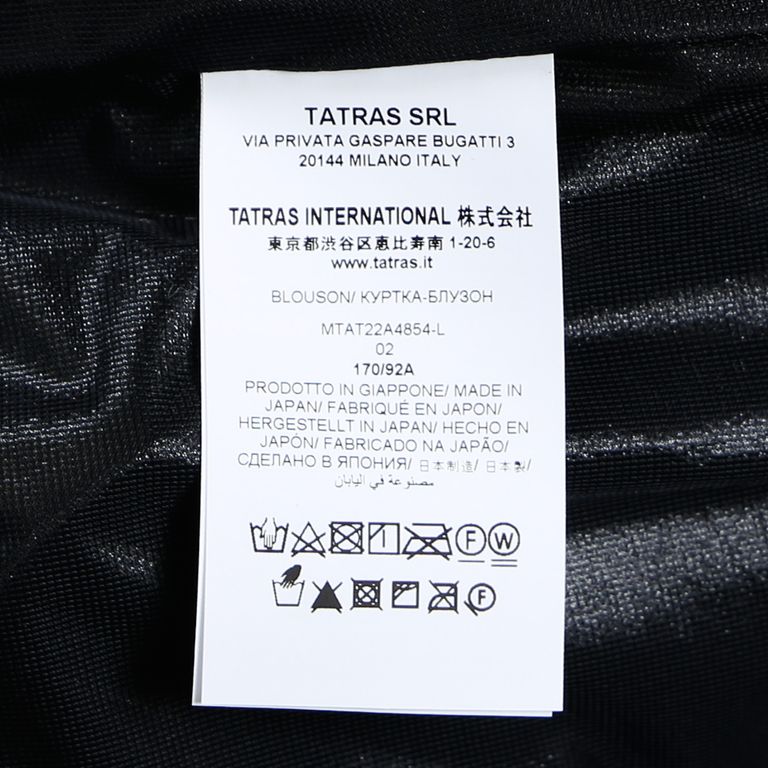 TATRAS SRL
VIA PRIVATA GASPARE BUGATTI 3
20144 MILANO ITALY
TATRAS INTERNATIONAL 株式会社
東京都渋谷区恵比寿南 1-20-6
www.tatras.it
BLOUSON/ КУРТКА-БЛУЗОН
MTAT22A4854-L
02
170/92A
PRODOTTO IN GIAPPONE/ MADE IN
JAPAN/ FABRIQUÉ EN JAPON/
HERGESTELLT IN JAPAN/ HECHO EN
JAPÓN/ FABRICADO NA JAPÃO/
СДЕЛАНО В ЯПОНИЯ/ 日本制造/ 日本製/
مصنوعة في اليابان
F W
F